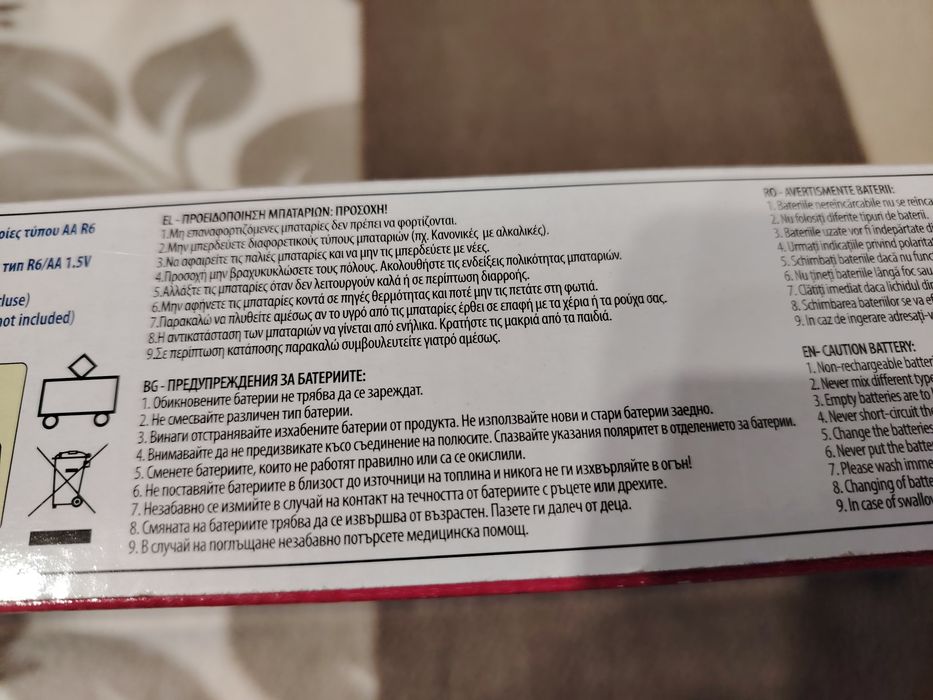 ρίες τύπου AA R6
тип R6/AA 1.5V
cluse)
not included)
EL - ΠΡΟΕΙΔΟΠΟΙΗΣΗ ΜΠΑΤΑΡΙΩΝ: ΠΡΟΣΟΧΗ!
1.Μη επαναφορτιζόμενες μπαταρίες δεν πρέπει να φορτίζονται.
2.Μην μπερδεύετε διαφορετικούς τύπους μπαταριών (πχ. Κανονικές με αλκαλικές).
3.Να αφαιρείτε τις παλιές μπαταρίες και να μην τις μπερδεύετε με νέες.
4.Προσοχή μην βραχυκυκλώσετε τους πόλους. Ακολουθήστε τις ενδείξεις πολικότητας μπαταριών.
5.Αλλάξτε τις μπαταρίες όταν δεν λειτουργούν καλά ή σε περίπτωση διαρροής.
6.Μην αφήνετε τις μπαταρίες κοντά σε πηγές θερμότητας και ποτέ μην τις πετάτε στη φωτιά.
7.Παρακαλώ να πλυθείτε αμέσως αν το υγρό από τις μπαταρίες έρθει σε επαφή με τα χέρια ή τα ρούχα σας.
8.Η αντικατάσταση των μπαταριών να γίνεται από ενήλικα. Κρατήστε τις μακριά από τα παιδιά.
9.Σε περίπτωση κατάποσης παρακαλώ συμβουλευτείτε γιατρό αμέσως.
BG - ПРЕДУПРЕЖДЕНИЯ ЗА БАТЕРИИТЕ:
1. Обикновените батерии не трябва да се зареждат.
2. Не смесвайте различен тип батерии.
3. Винаги отстранявайте изхабените батерии от продукта. Не използвайте нови и стари батерии заедно.
4. Внимавайте да не предизвикате късо съединение на полюсите. Спазвайте указания поляритет в отделението за батерии.
5. Сменете батериите, които не работят правилно или са се окислили.
6. Не поставяйте батериите в близост до източници на топлина и никога не ги изхвърляйте в огън!
7. Незабавно се измийте в случай на контакт на течността от батериите с ръцете или дрехите.
8. Смяната на батериите трябва да се извършва от възрастен. Пазете ги далеч от деца.
9. В случай на поглъщане незабавно потърсете медицинска помощ.
RO - AVERTISMENTE BATERII:
1. Bateriile nereîncărcabile nu se reînca
2. Nu folosiți diferite tipuri de baterii.
3. Bateriile uzate vor fi îndepărtate d
4. Urmați indicațiile privind polarita
5. Schimbați bateriile dacă nu func
6. Nu țineți bateriile lângă foc sau
7. Clătiți imediat daca lichidul di
8. Schimbarea bateriilor se va ef
9. In caz de ingerare adresați-v
EN- CAUTION BATTERY:
1. Non-rechargeable batter
2. Never mix different type
3. Empty batteries are to
4. Never short-circuit the
5. Change the batteries
6. Never put the batte
7. Please wash imme
8. Changing of batte
9. In case of swallow